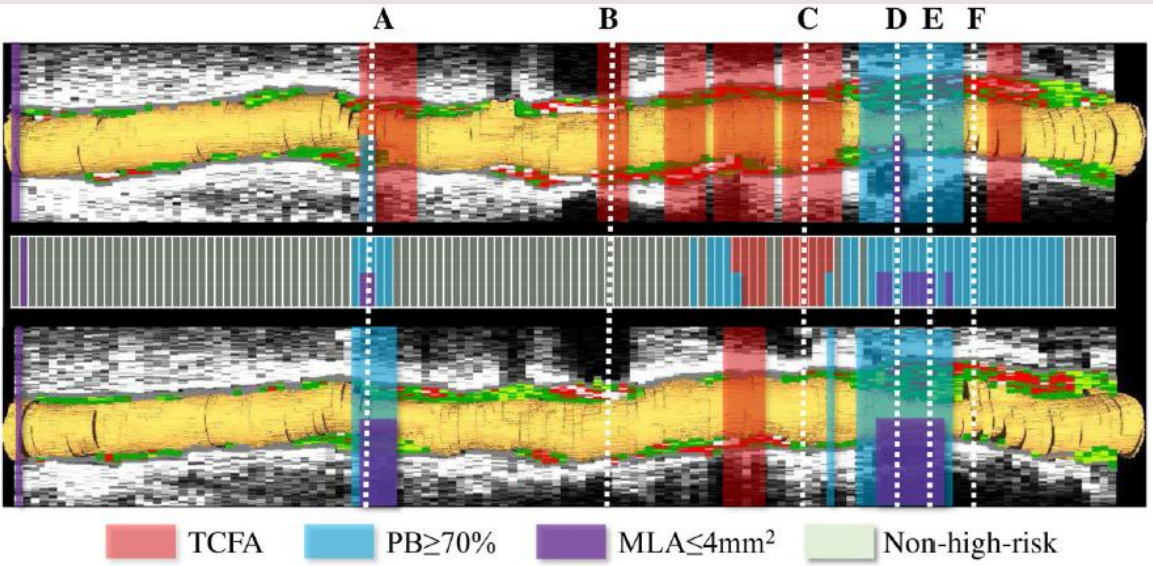 A B C D E F
TCFA PB≥70% MLA≤4mm² Non-high-risk